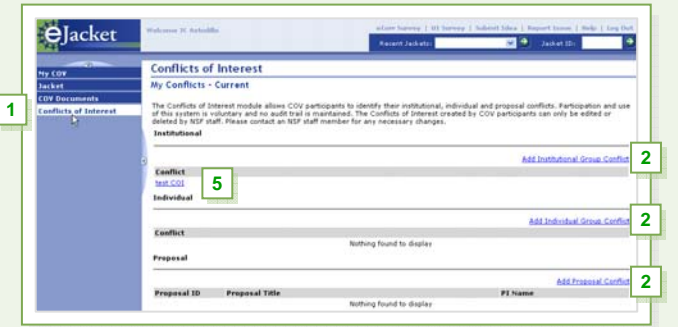 eJacket
Welcome JJ Astudillo
eCorr Survey | UI Survey | Submit Idea | Report Issue | Help | Log Out
Recent Jackets:
Jacket ID:
My COV
Jacket
COV Documents
Conflicts of Interest
1
Conflicts of Interest
My Conflicts - Current
The Conflicts of Interest module allows COV participants to identify their institutional, individual and proposal conflicts. Participation and use
of this system is voluntary and no audit trail is maintained. The Conflicts of Interest created by COV participants can only be edited or
deleted by NSF staff. Please contact an NSF staff member for any necessary changes.
Institutional
Add Institutional Group Conflict
2
Conflict
test COI
5
Individual
Add Individual Group Conflict
2
Conflict
Nothing found to display
Proposal
Add Proposal Conflict
2
Proposal ID Proposal Title PI Name
Nothing found to display